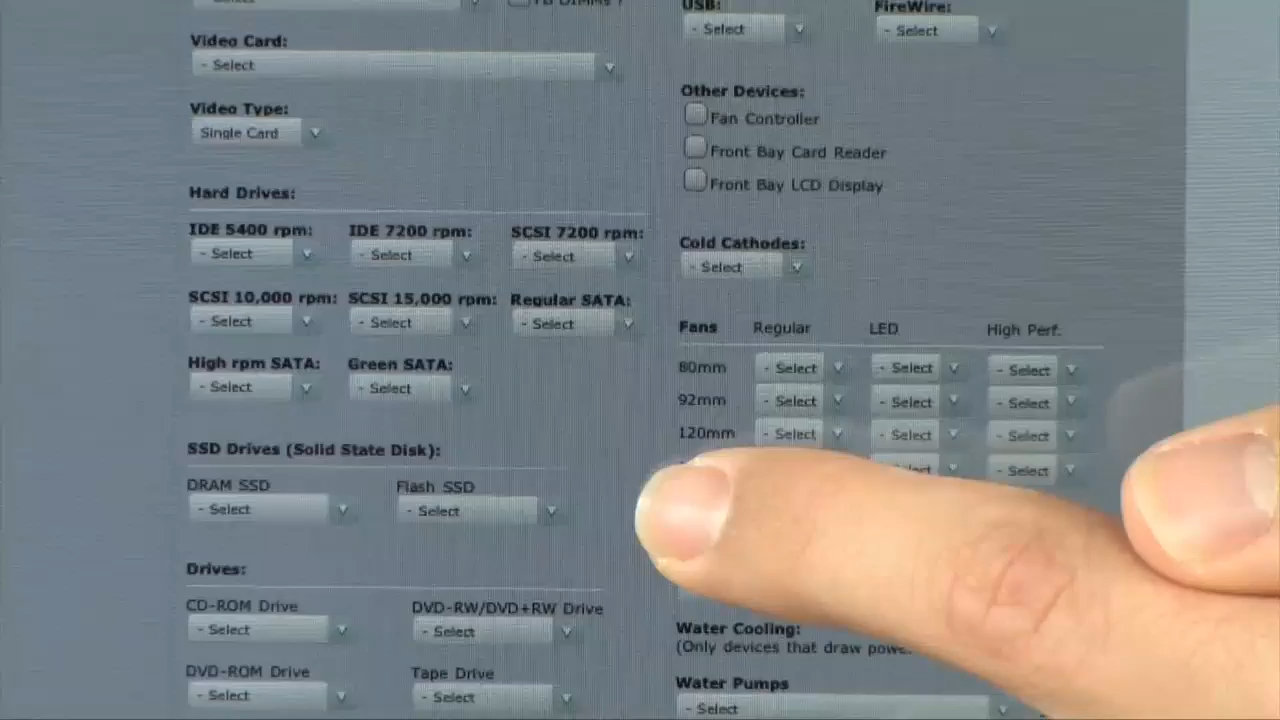 USB:
FireWire:
- Select
- Select
Video Card:
- Select
Video Type:
Single Card
Other Devices:
Fan Controller
Front Bay Card Reader
Front Bay LCD Display
Hard Drives:
IDE 5400 rpm:
IDE 7200 rpm:
SCSI 7200 rpm:
- Select
- Select
- Select
SCSI 10,000 rpm:
SCSI 15,000 rpm:
Regular SATA:
- Select
- Select
- Select
High rpm SATA:
Green SATA:
- Select
- Select
Cold Cathodes:
- Select
Fans Regular LED High Perf.
80mm - Select - Select - Select
92mm - Select - Select - Select
120mm - Select - Select - Select
- Select
SSD Drives (Solid State Disk):
DRAM SSD
Flash SSD
- Select
- Select
Drives:
CD-ROM Drive
DVD-RW/DVD+RW Drive
- Select
- Select
DVD-ROM Drive
Tape Drive
- Select
- Select
Water Cooling:
(Only devices that draw
Water Pumps
- Select